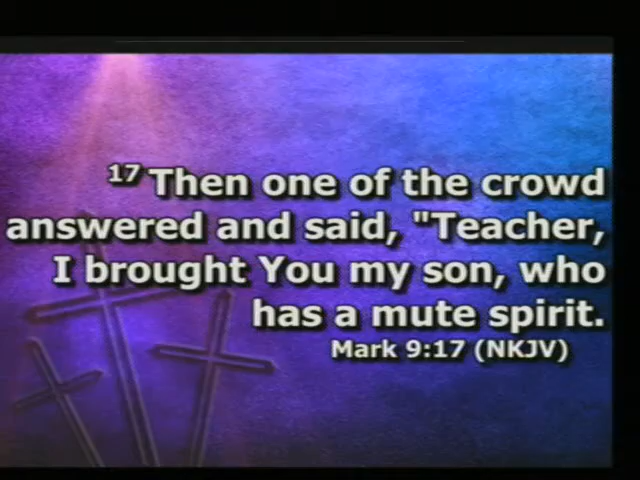 17 Then one of the crowd
answered and said, "Teacher,
I brought You my son, who
has a mute spirit.
Mark 9:17 (NKJV)